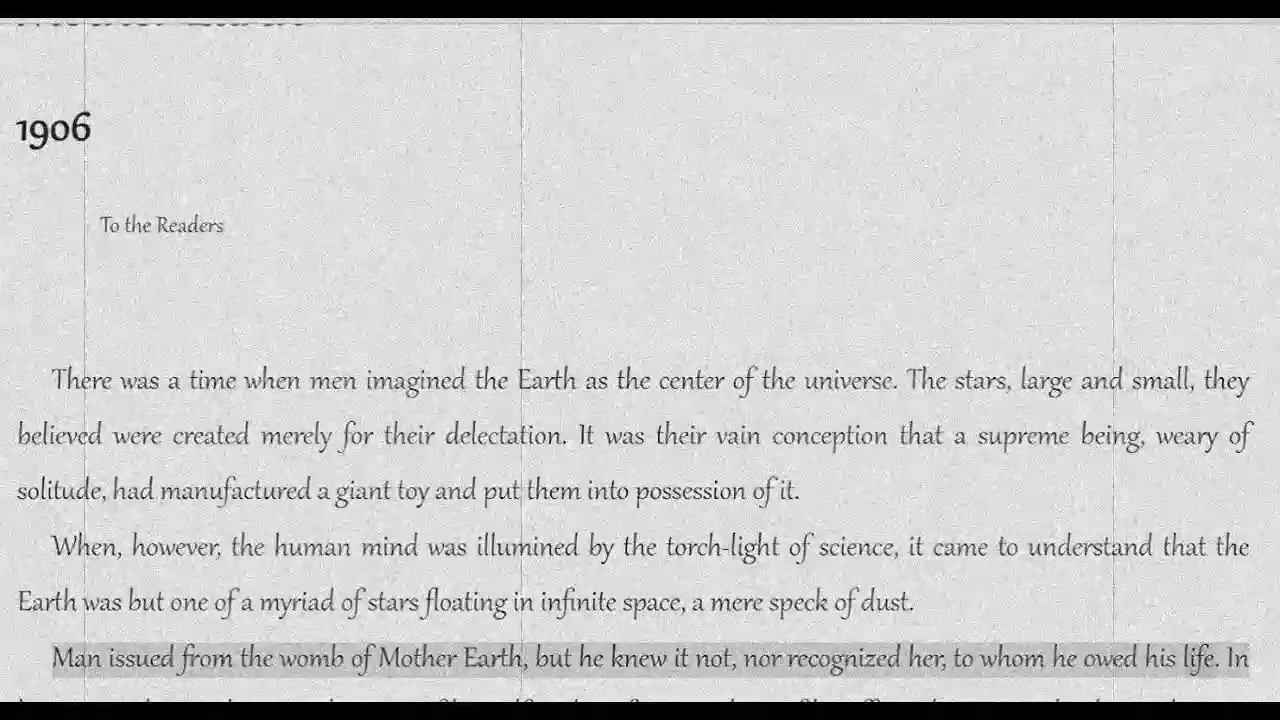 1906
To the Readers
There was a time when men imagined the Earth as the center of the universe. The stars, large and small, they
believed were created merely for their delectation. It was their vain conception that a supreme being, weary of
solitude, had manufactured a giant toy and put them into possession of it.
When, however, the human mind was illumined by the torch-light of science, it came to understand that the
Earth was but one of a myriad of stars floating in infinite space, a mere speck of dust.
Man issued from the womb of Mother Earth, but he knew it not, nor recognized her, to whom he owed his life. In